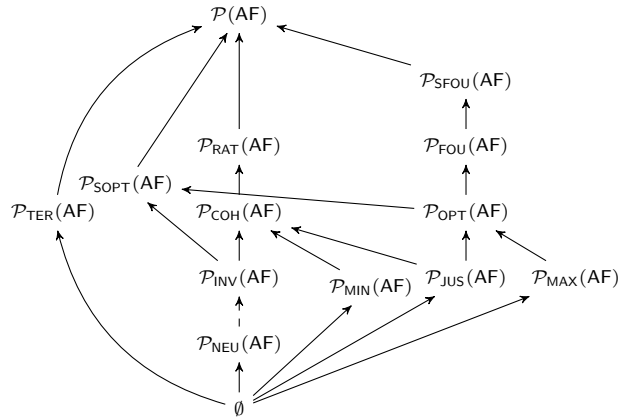 𝒫(AF)
𝒫SFOU(AF)
𝒫RAT(AF) 𝒫FOU(AF)
𝒫SOPT(AF)
𝒫TER(AF) 𝒫COH(AF) 𝒫OPT(AF)
𝒫INV(AF) 𝒫MIN(AF) 𝒫JUS(AF) 𝒫MAX(AF)
𝒫NEU(AF)
∅